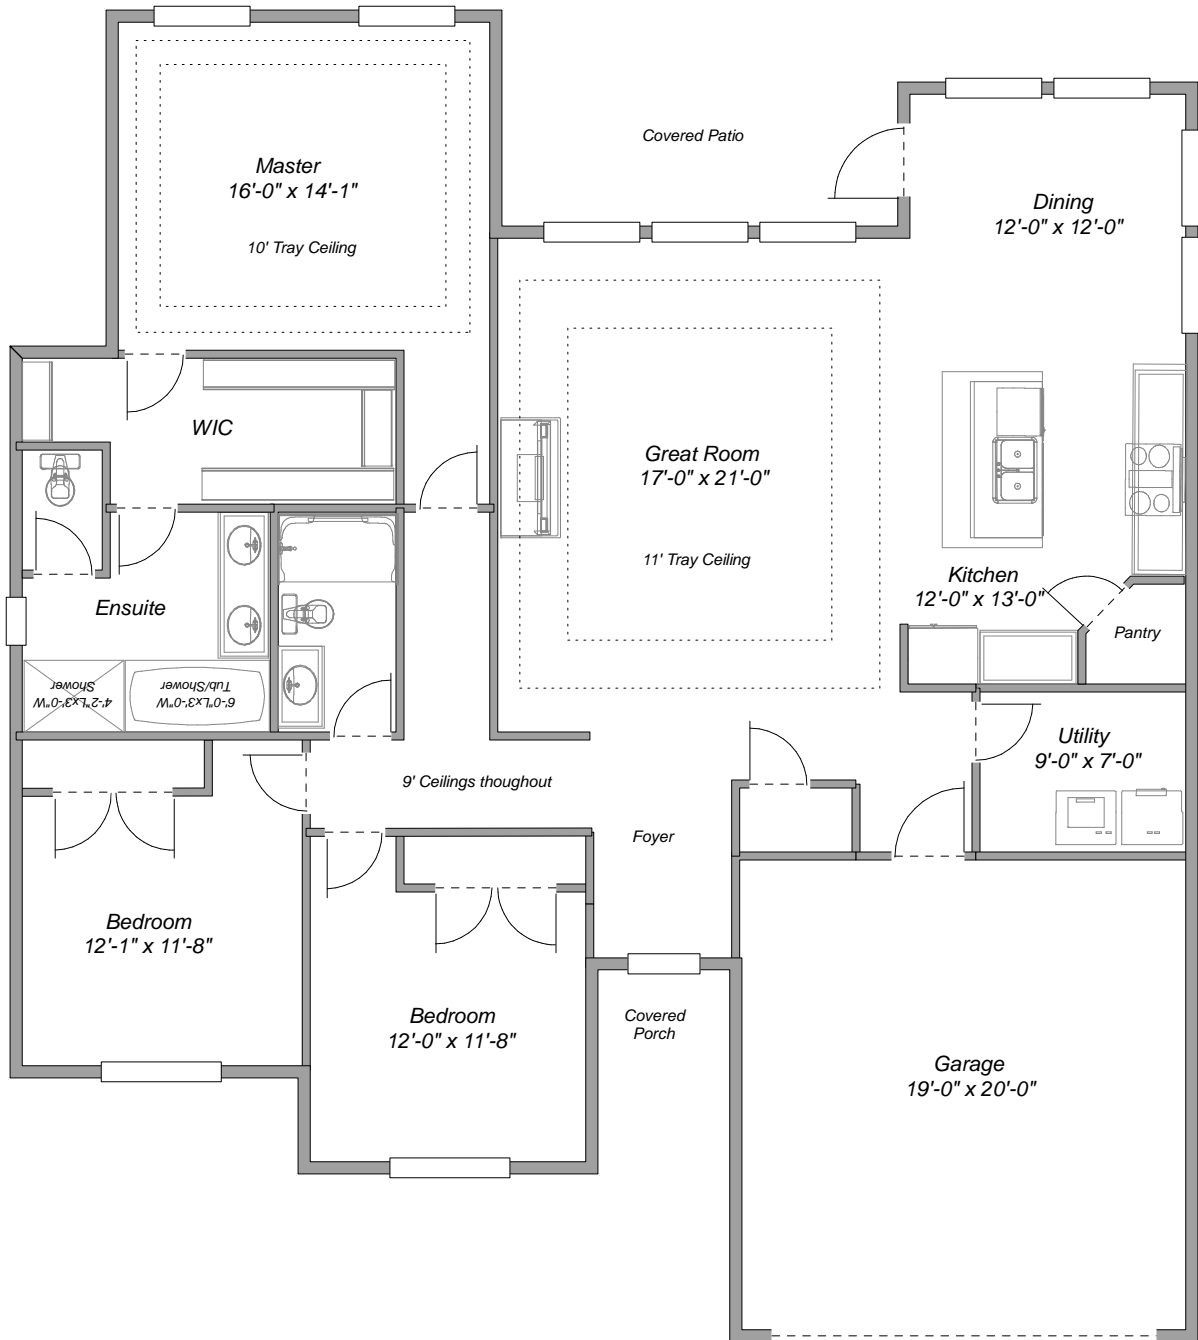 Covered Patio
Master
16'-0" x 14'-1"
10' Tray Ceiling
Dining
12'-0" x 12'-0"
WIC
Great Room
17'-0" x 21'-0"
11' Tray Ceiling
Kitchen
12'-0" x 13'-0"
Pantry
Ensuite
4'-2"Lx3'-0"W
Shower
6'-0"Lx3'-0"W
Tub/Shower
Utility
9'-0" x 7'-0"
9' Ceilings thoughout
Foyer
Bedroom
12'-1" x 11'-8"
Bedroom
12'-0" x 11'-8"
Covered
Porch
Garage
19'-0" x 20'-0"